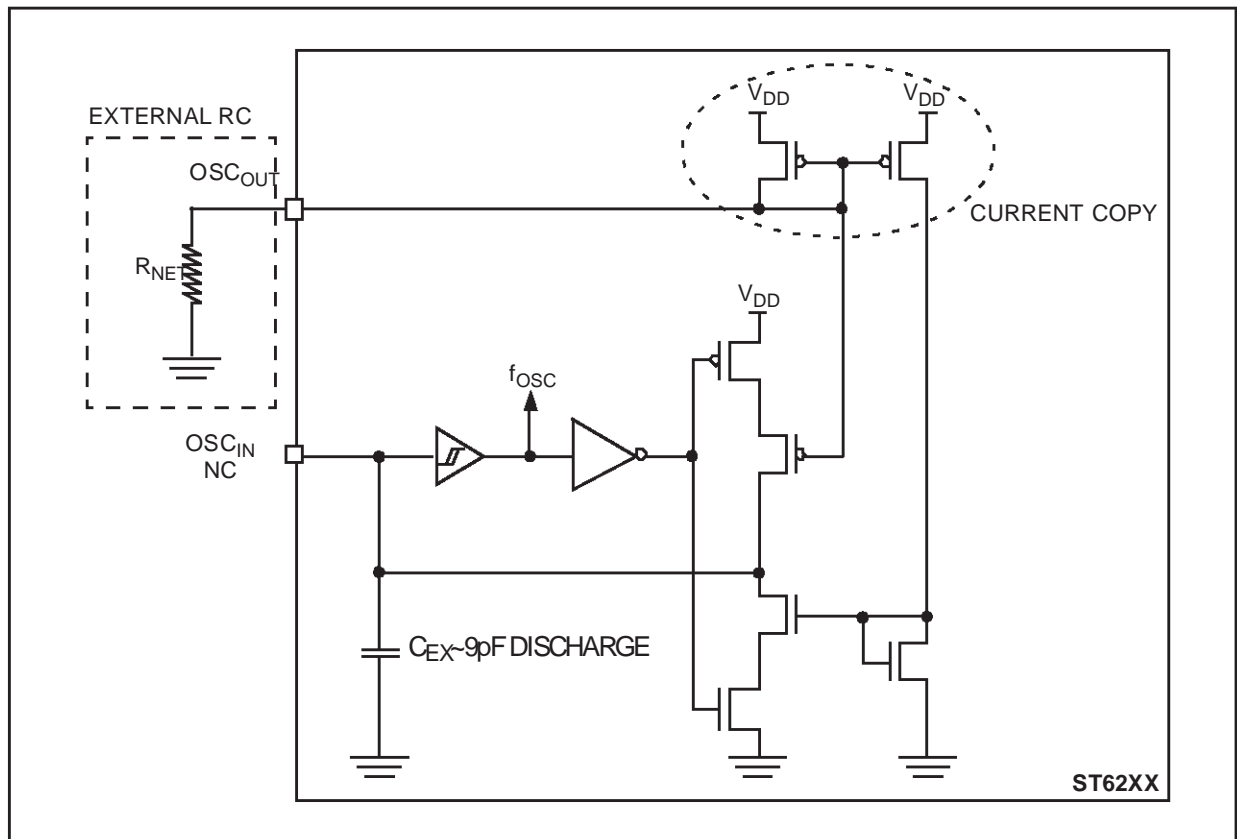 V_DD V_DD
EXTERNAL RC
OSC_OUT
CURRENT COPY
R_NET
V_DD
f_OSC
OSC_IN
NC
C_EX~9pF DISCHARGE
ST62XX